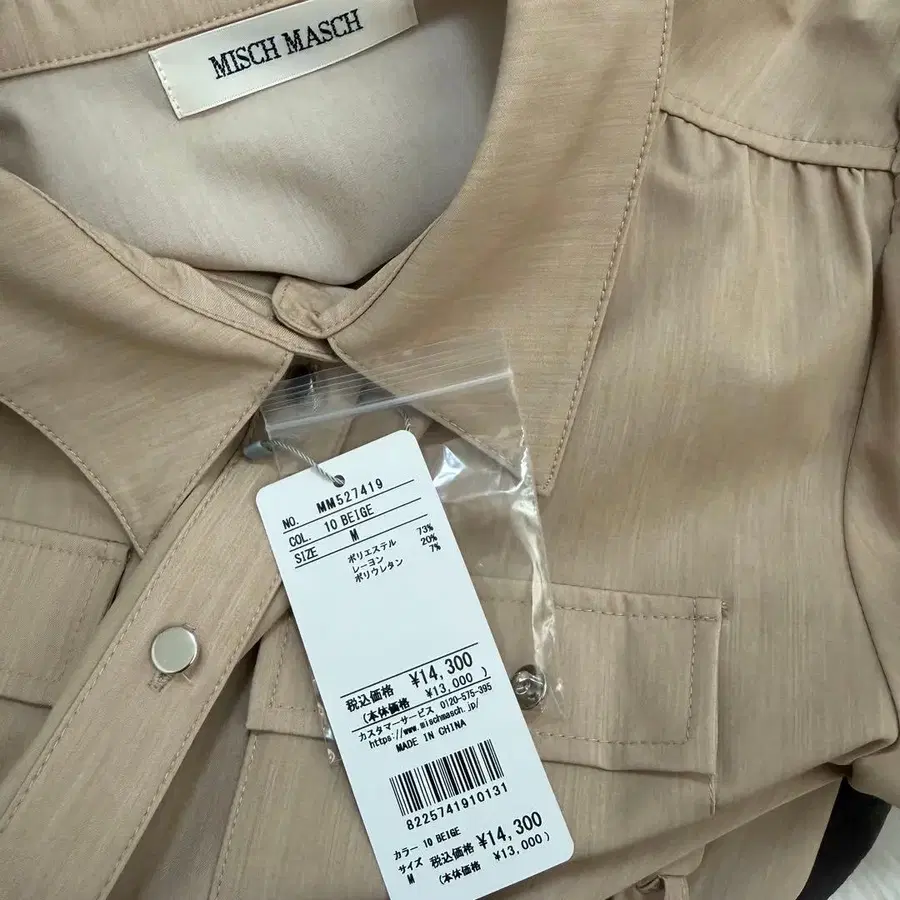 MISCH MASCH
NO. MM527419
COL. 10 BEIGE
SIZE M
ポリエステル 73%
レーヨン 20%
ポリウレタン 7%
税込価格 ¥14,300
(本体価格 ¥13,000 )
カスタマーサービス 0120-575-395
https://www.mischmasch.jp/
MADE IN CHINA
8225741910131
カラー 10 BEIGE
サイズ 税込価格 ¥14,300
M (本体価格 ¥13,000 )